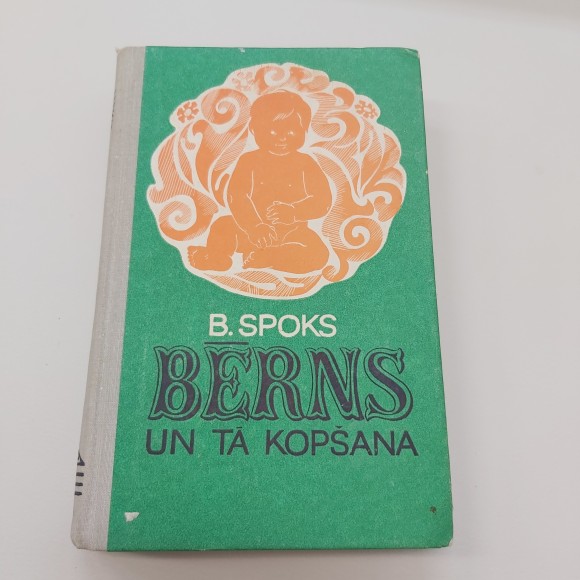 B. SPOKS
BĒRNS
UN TĀ KOPŠANA